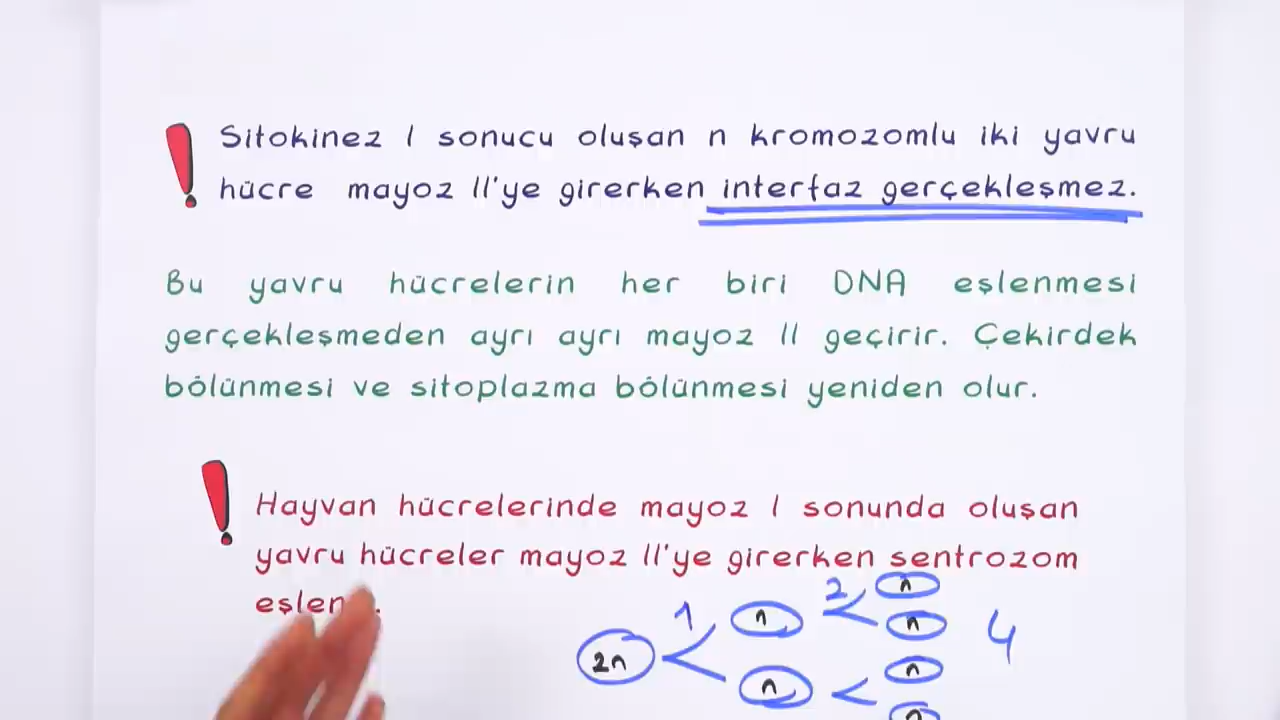 Sitokinez I sonucu oluşan n kromozomlu iki yavru
hücre mayoz II'ye girerken interfaz gerçekleşmez.
Bu yavru hücrelerin her biri DNA eşlenmesi
gerçekleşmeden ayrı ayrı mayoz II geçirir. Çekirdek
bölünmesi ve sitoplazma bölünmesi yeniden olur.
Hayvan hücrelerinde mayoz I sonunda oluşan
yavru hücreler mayoz II'ye girerken sentrozom
2n 1 n n 2 n n n 4